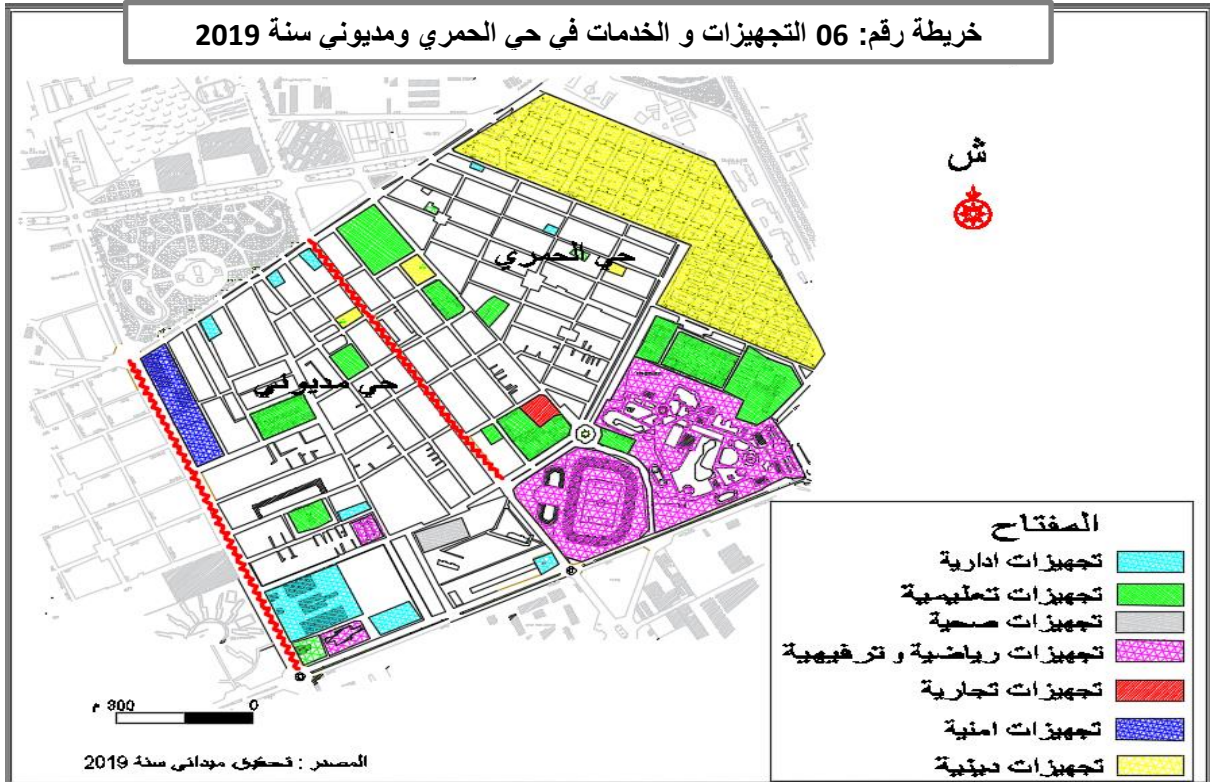 خريطة رقم: 06 التجهيزات و الخدمات في حي الحمري ومديوني سنة 2019
ش
حي الحمري
حي مديوني
المفتاح
تجهيزات ادارية
تجهيزات تعليمية
تجهيزات صحية
تجهيزات رياضية و ترفيهية
تجهيزات تجارية
تجهيزات امنية
تجهيزات دينية
0 300 م
المصدر : تحقيق ميداني سنة 2019